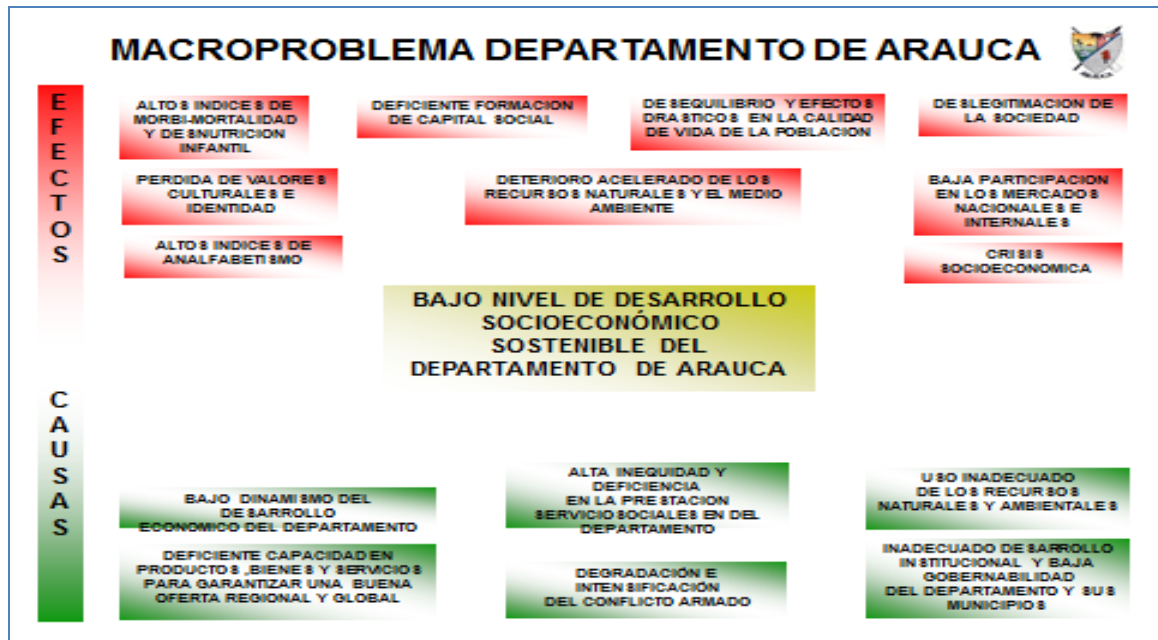 MACROPROBLEMA DEPARTAMENTO DE ARAUCA
ARAUCA
EFECTOS
ALTOS INDICES DE
MORBI-MORTALIDAD
Y DESNUTRICION
INFANTIL
DEFICIENTE FORMACION
DE CAPITAL SOCIAL
DESEQUILIBRIO Y EFECTOS
DRASTICOS EN LA CALIDAD
DE VIDA DE LA POBLACION
DESLEGITIMACION DE
LA SOCIEDAD
PERDIDA DE VALORES
CULTURALES E
IDENTIDAD
DETERIORO ACELERADO DE LOS
RECURSOS NATURALES Y EL MEDIO
AMBIENTE
BAJA PARTICIPACION
EN LOS MERCADOS
NACIONALES E
INTERNALES
ALTOS INDICES DE
ANALFABETISMO
CRISIS
SOCIOECONOMICA
BAJO NIVEL DE DESARROLLO
SOCIOECONÓMICO
SOSTENIBLE DEL
DEPARTAMENTO DE ARAUCA
CAUSAS
BAJO DINAMISMO DEL
DESARROLLO
ECONOMICO DEL DEPARTAMENTO
ALTA INEQUIDAD Y
DEFICIENCIA
EN LA PRESTACION
SERVICIO SOCIALES EN DEL
DEPARTAMENTO
USO INADECUADO
DE LOS RECURSOS
NATURALES Y AMBIENTALES
DEFICIENTE CAPACIDAD EN
PRODUCTOS ,BIENES Y SERVICIOS
PARA GARANTIZAR UNA BUENA
OFERTA REGIONAL Y GLOBAL
DEGRADACIÓN E
INTENSIFICACIÓN
DEL CONFLICTO ARMADO
INADECUADO DESARROLLO
INSTITUCIONAL Y BAJA
GOBERNABILIDAD
DEL DEPARTAMENTO Y SUS
MUNICIPIOS